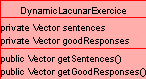 DynamicLacunarExercice
private Vector sentences
private Vector goodResponses
public Vector getSentences()
public Vector getGoodResponses()